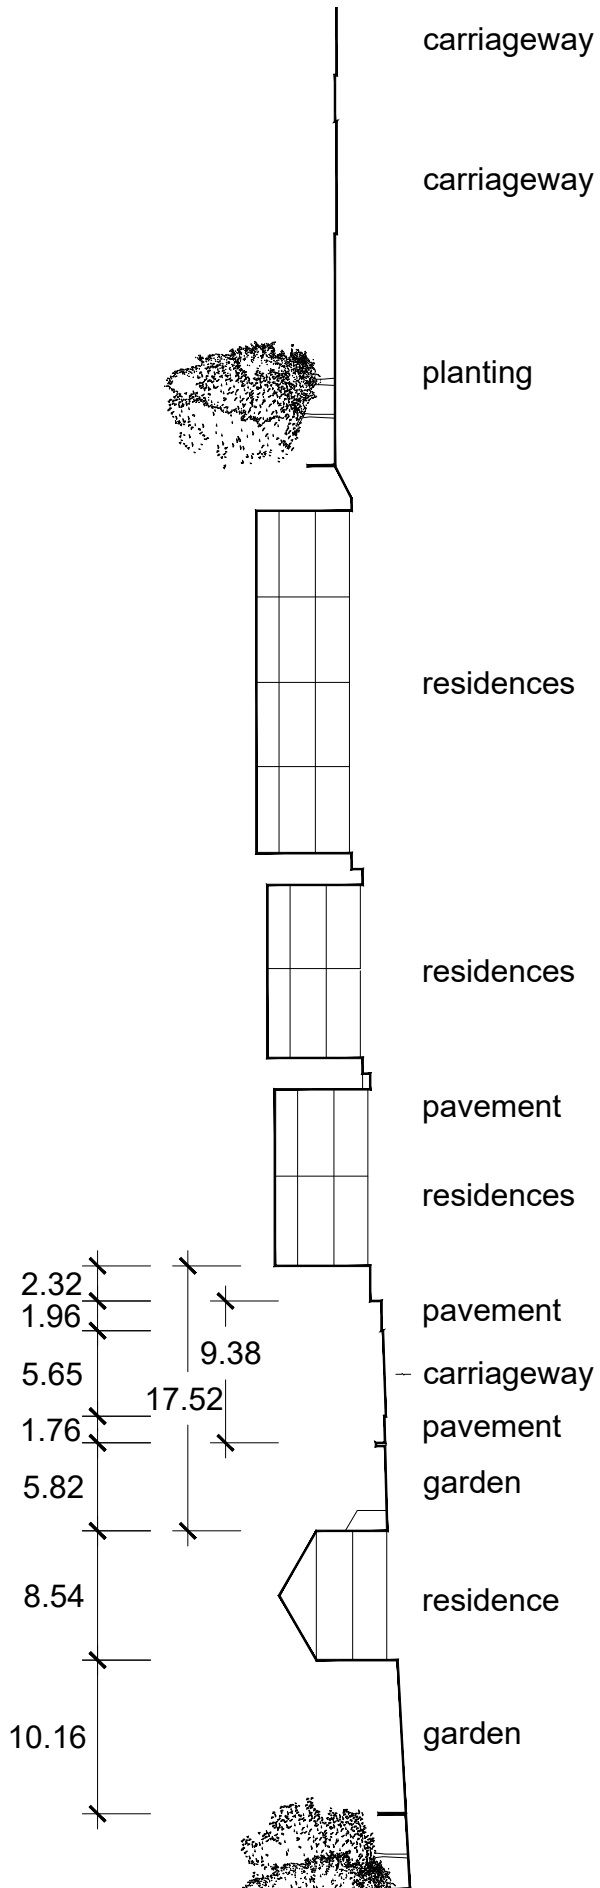 carriageway
carriageway
planting
residences
residences
pavement
residences
2.32
1.96
pavement
9.38
5.65
carriageway
17.52
1.76
pavement
5.82
garden
8.54
residence
10.16
garden